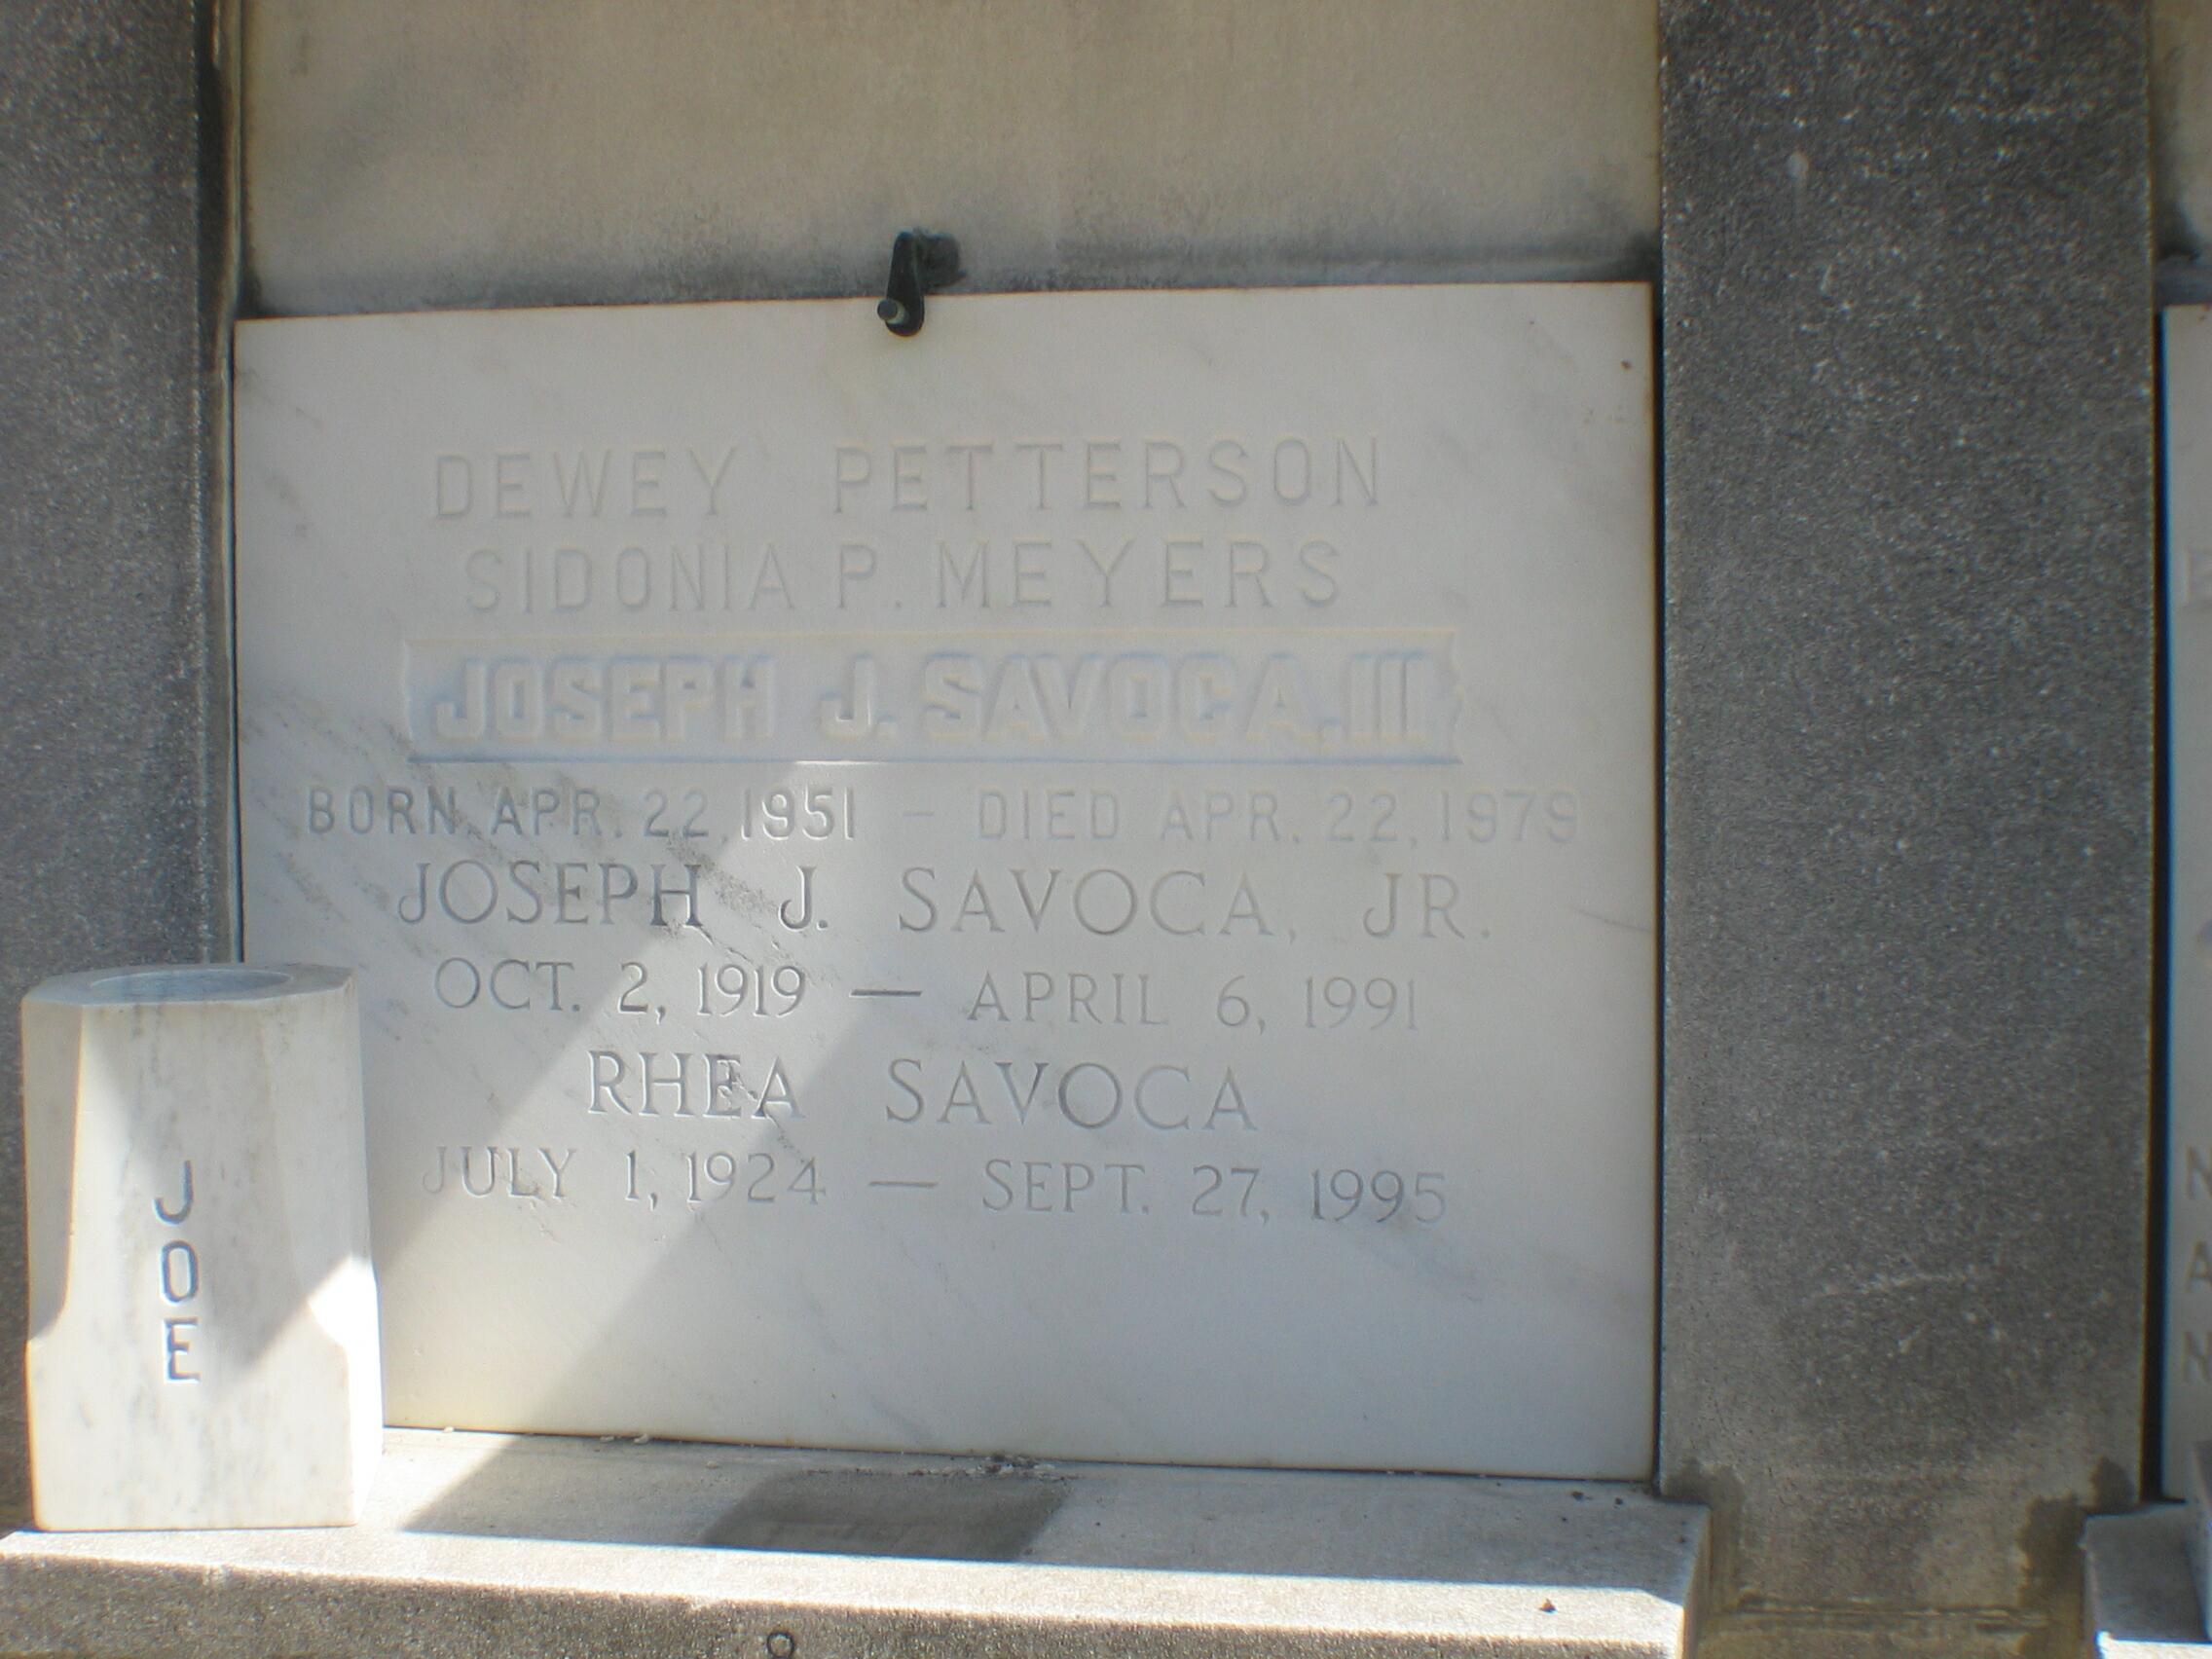 DEWEY PETTERSON
SIDONIA P. MEYERS
JOSEPH J. SAVOCA, III
BORN APR. 22, 1951 — DIED APR. 22, 1979
JOSEPH J. SAVOCA, JR.
OCT. 2, 1919 — APRIL 6, 1991
RHEA SAVOCA
JULY 1, 1924 — SEPT. 27, 1995
JOE